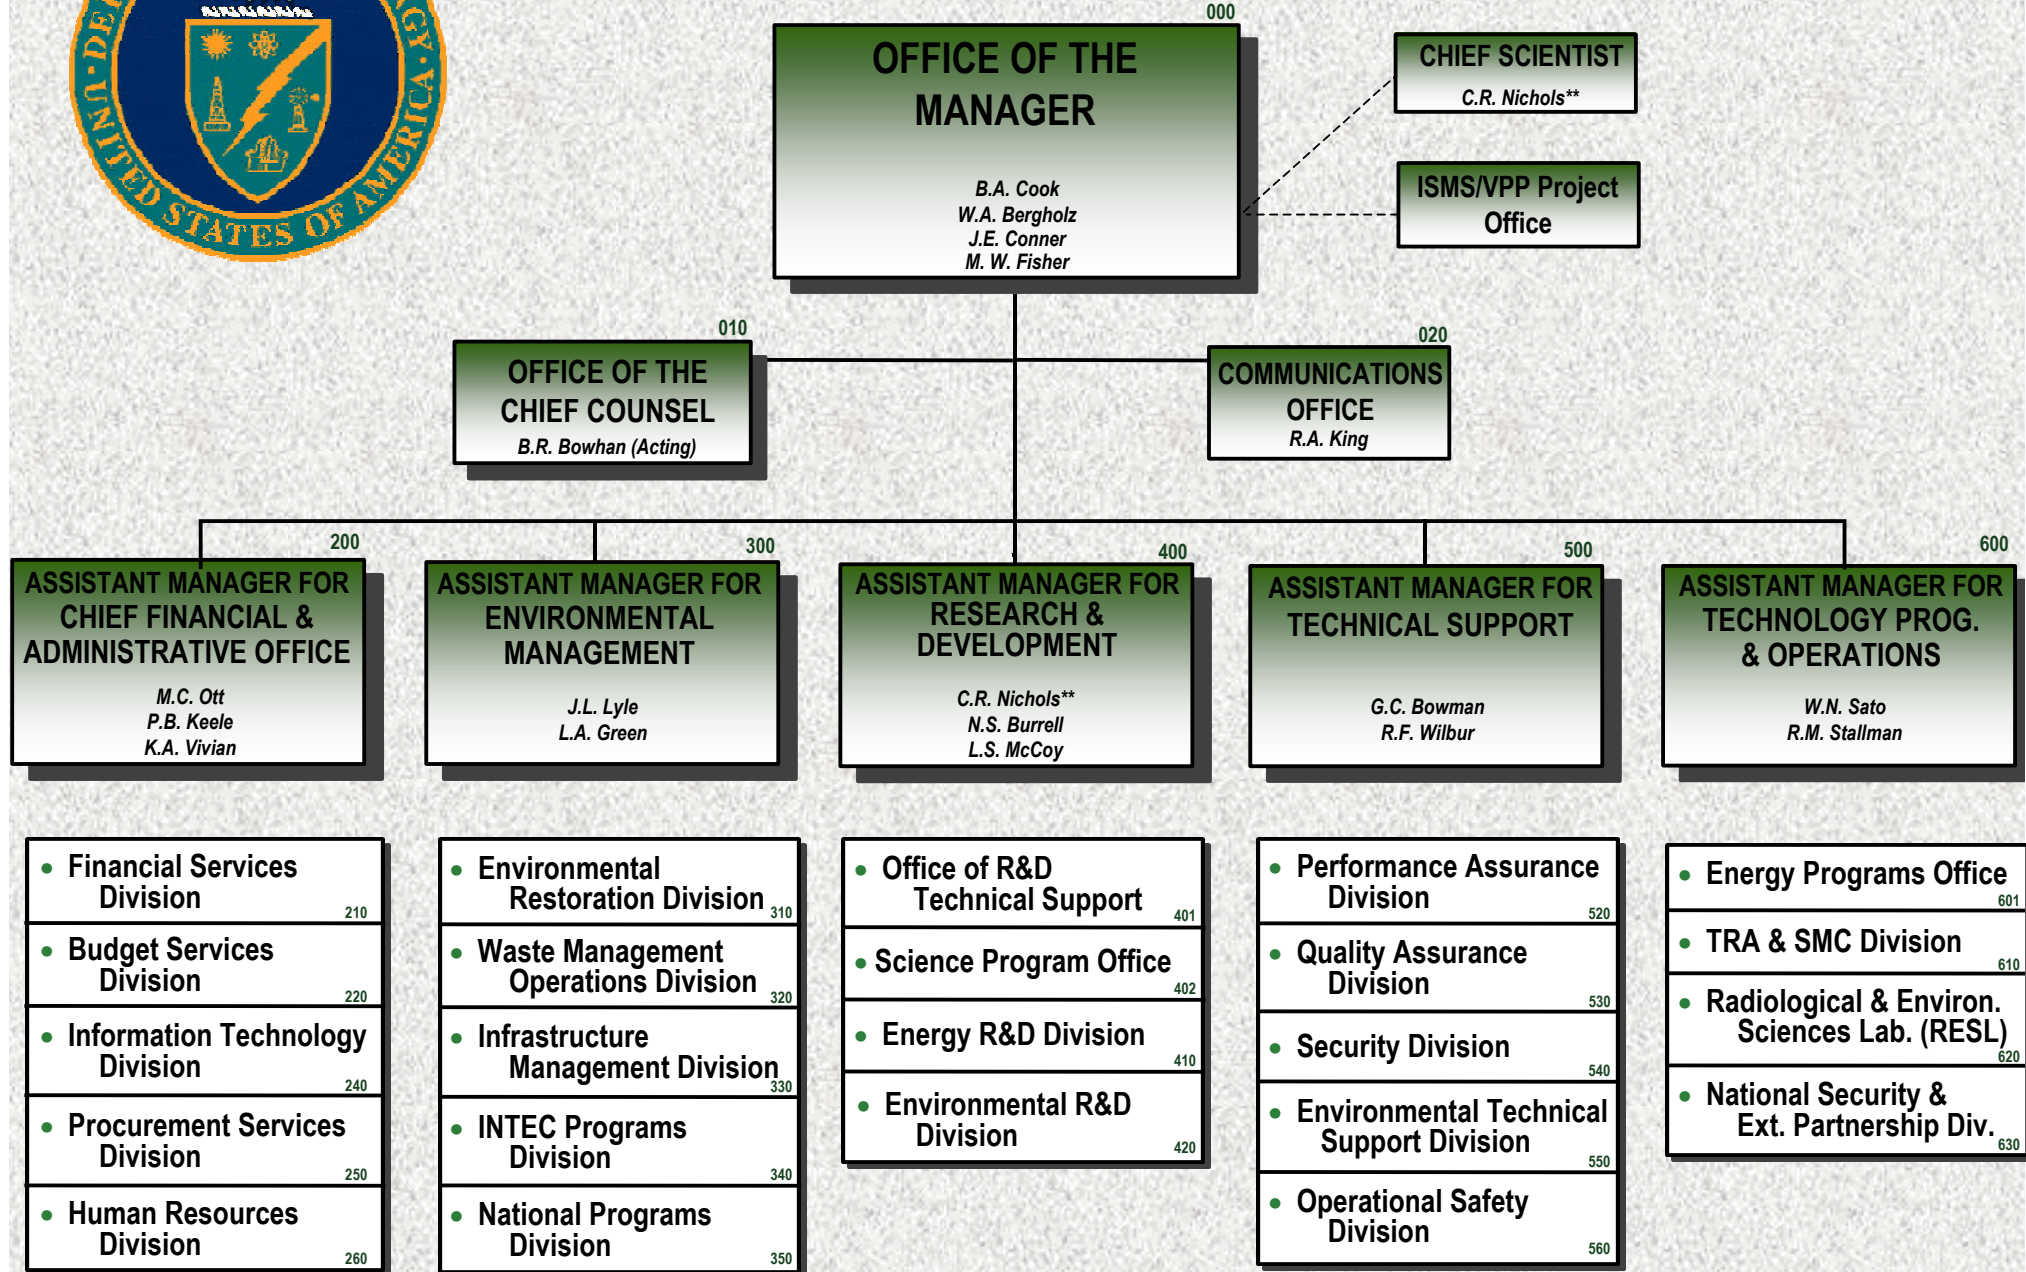 UNITED STATES OF AMERICA
000
OFFICE OF THE
MANAGER
B.A. Cook
W.A. Bergholz
J.E. Conner
M. W. Fisher
CHIEF SCIENTIST
C.R. Nichols**
ISMS/VPP Project
Office
010
OFFICE OF THE
CHIEF COUNSEL
B.R. Bowhan (Acting)
020
COMMUNICATIONS
OFFICE
R.A. King
200
ASSISTANT MANAGER FOR
CHIEF FINANCIAL &
ADMINISTRATIVE OFFICE
M.C. Ott
P.B. Keele
K.A. Vivian
300
ASSISTANT MANAGER FOR
ENVIRONMENTAL
MANAGEMENT
J.L. Lyle
L.A. Green
400
ASSISTANT MANAGER FOR
RESEARCH &
DEVELOPMENT
C.R. Nichols**
N.S. Burrell
L.S. McCoy
500
ASSISTANT MANAGER FOR
TECHNICAL SUPPORT
G.C. Bowman
R.F. Wilbur
600
ASSISTANT MANAGER FOR
TECHNOLOGY PROG.
& OPERATIONS
W.N. Sato
R.M. Stallman
• Financial Services
Division
210
• Budget Services
Division
220
• Information Technology
Division
240
• Procurement Services
Division
250
• Human Resources
Division
260
• Environmental
Restoration Division
310
• Waste Management
Operations Division
320
• Infrastructure
Management Division
330
• INTEC Programs
Division
340
• National Programs
Division
350
• Office of R&D
Technical Support
401
• Science Program Office
402
• Energy R&D Division
410
• Environmental R&D
Division
420
• Performance Assurance
Division
520
• Quality Assurance
Division
530
• Security Division
540
• Environmental Technical
Support Division
550
• Operational Safety
Division
560
• Energy Programs Office
601
• TRA & SMC Division
610
• Radiological & Environ.
Sciences Lab. (RESL)
620
• National Security &
Ext. Partnership Div.
630